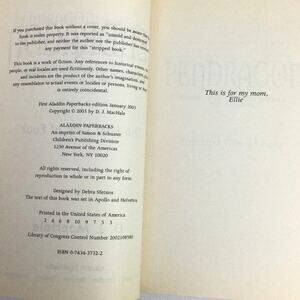 If you purchased this book without a cover, you should be aware that
book is stolen property. It was reported as "unsold and destroyed"
to the publisher, and neither the author nor the publisher has received
any payment for this "stripped book."
This book is a work of fiction. Any references to historical events, real
people, or real locales are used fictitiously. Other names, characters,
and incidents are the product of the author's imagination, and any
resemblance to actual events or locales or persons, living or dead,
is entirely coincidental.
First Aladdin Paperbacks edition January 2003
Copyright © 2003 by D.J. MacHale
ALADDIN PAPERBACKS
An imprint of Simon & Schuster
Children's Publishing Division
1230 Avenue of the Americas
New York, NY 10020
All rights reserved, including the right of
reproduction in whole or in part in any form.
Designed by Debra Sfetsios
The text of this book was set in Apollo and Helvetica
Printed in the United States of America
2 4 6 8 10 9 7 5 3
Library of Congress Control Number 2002108580
ISBN 0-7434-3732-2
This is for my mom,
Ellie